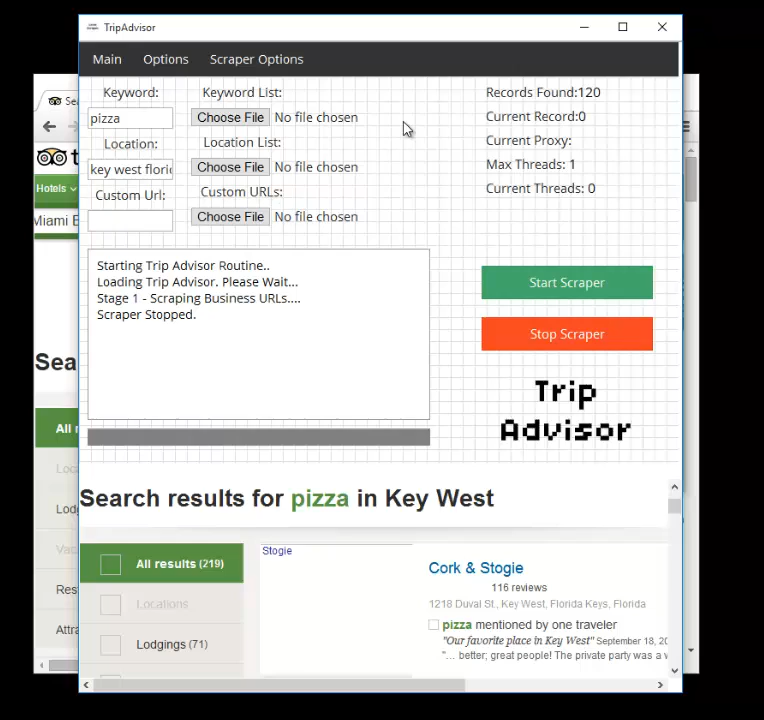 TripAdvisor
Main Options Scraper Options
Keyword: Keyword List: Records Found:120
pizza Choose File No file chosen Current Record:0
Location: Location List: Current Proxy:
key west flori Choose File No file chosen Max Threads: 1
Custom Url: Custom URLs: Current Threads: 0
Choose File No file chosen
Hotels
Miami
Starting Trip Advisor Routine..
Loading Trip Advisor. Please Wait...
Stage 1 - Scraping Business URLs....
Scraper Stopped.
Start Scraper
Stop Scraper
Trip
Advisor
Sea
Search results for pizza in Key West
All results (219)
Stogie
Cork & Stogie
116 reviews
Locations
1218 Duval St., Key West, Florida Keys, Florida
pizza mentioned by one traveler
Lodgings (71)
"Our favorite place in Key West" September 18, 20
"... better; great people! The private party was a
All r
Loc
Lodg
Vac
Res
Attra